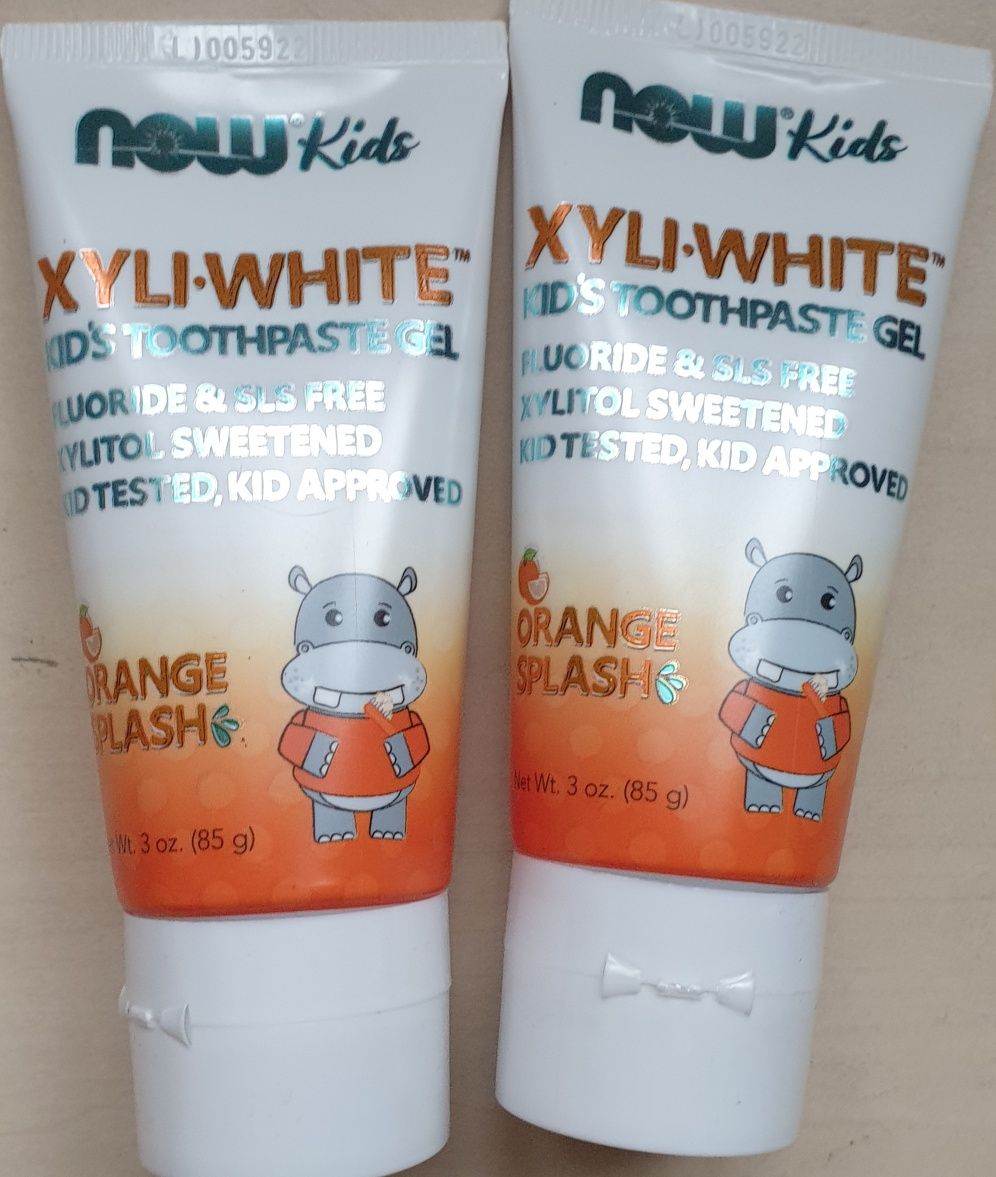 (L)005922
now® Kids
XYLI·WHITE™
KID'S TOOTHPASTE GEL
FLUORIDE & SLS FREE
XYLITOL SWEETENED
KID TESTED, KID APPROVED
ORANGE
SPLASH
Wt. 3 oz. (85 g)
(L)005922
now® Kids
XYLI·WHITE™
KID'S TOOTHPASTE GEL
FLUORIDE & SLS FREE
XYLITOL SWEETENED
KID TESTED, KID APPROVED
ORANGE
SPLASH
Net Wt. 3 oz. (85 g)